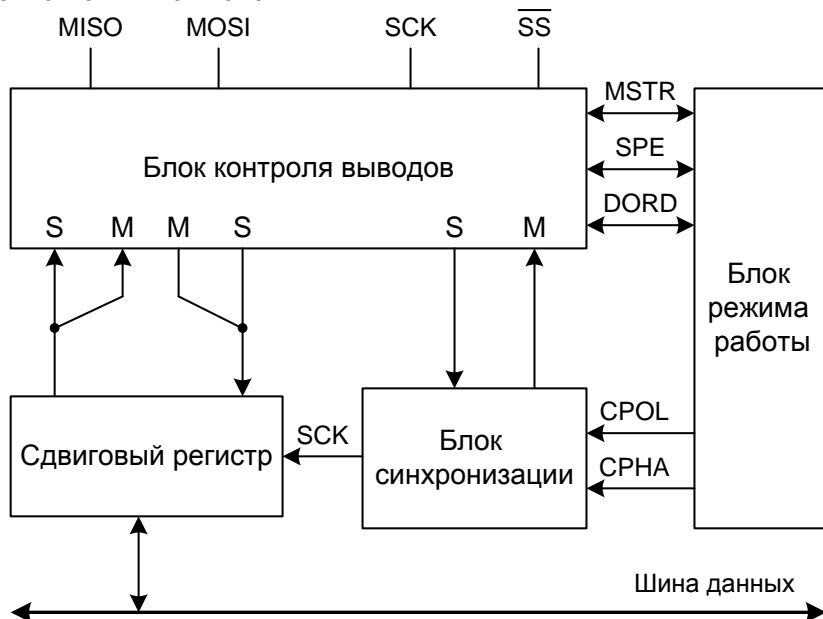 MISO MOSI SCK SS
MSTR
SPE
DORD
Блок контроля выводов
S M M S S M
Блок
режима
работы
Сдвиговый регистр
SCK
Блок
синхронизации
CPOL
CPHA
Шина данных